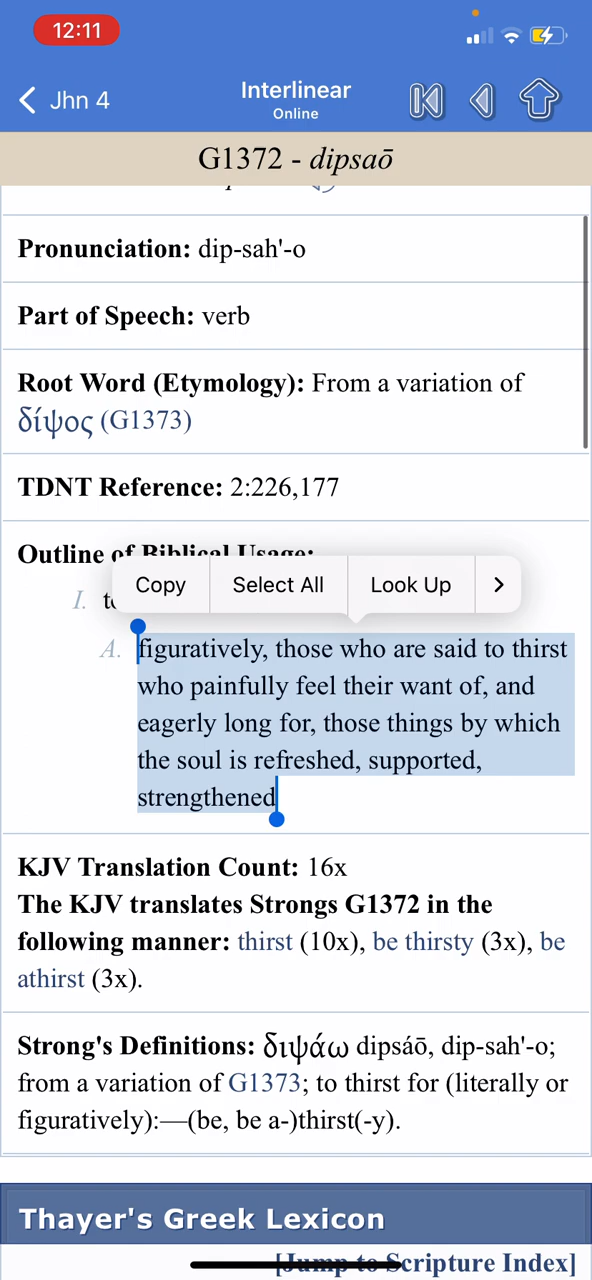 12:11
Jhn 4
Interlinear
Online
G1372 - dipsaō
Pronunciation: dip-sah'-o
Part of Speech: verb
Root Word (Etymology): From a variation of
δίψος (G1373)
TDNT Reference: 2:226,177
Outline of Biblical Usage:
Copy Select All Look Up >
I.
A. figuratively, those who are said to thirst
who painfully feel their want of, and
eagerly long for, those things by which
the soul is refreshed, supported,
strengthened
KJV Translation Count: 16x
The KJV translates Strongs G1372 in the
following manner: thirst (10x), be thirsty (3x), be
athirst (3x).
Strong's Definitions: διψάω dipsáō, dip-sah'-o;
from a variation of G1373; to thirst for (literally or
figuratively):—(be, be a-)thirst(-y).
Thayer's Greek Lexicon
[Jump to Scripture Index]